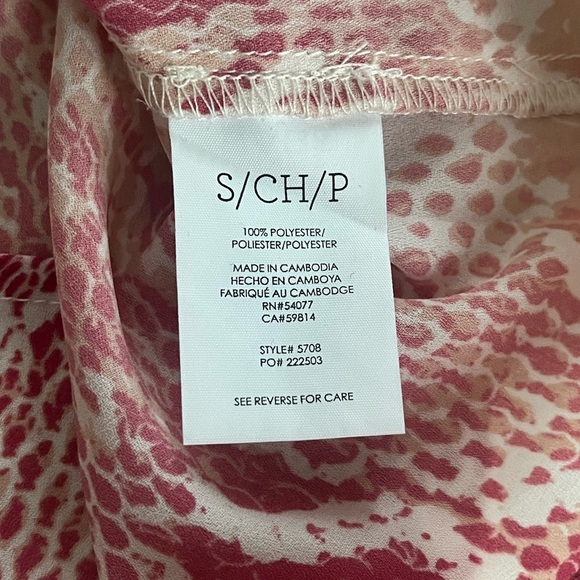 S/CH/P
100% POLYESTER/
POLIESTER/POLYESTER
MADE IN CAMBODIA
HECHO EN CAMBOYA
FABRIQUÉ AU CAMBODGE
RN#54077
CA#59814
STYLE# 5708
PO# 222503
SEE REVERSE FOR CARE